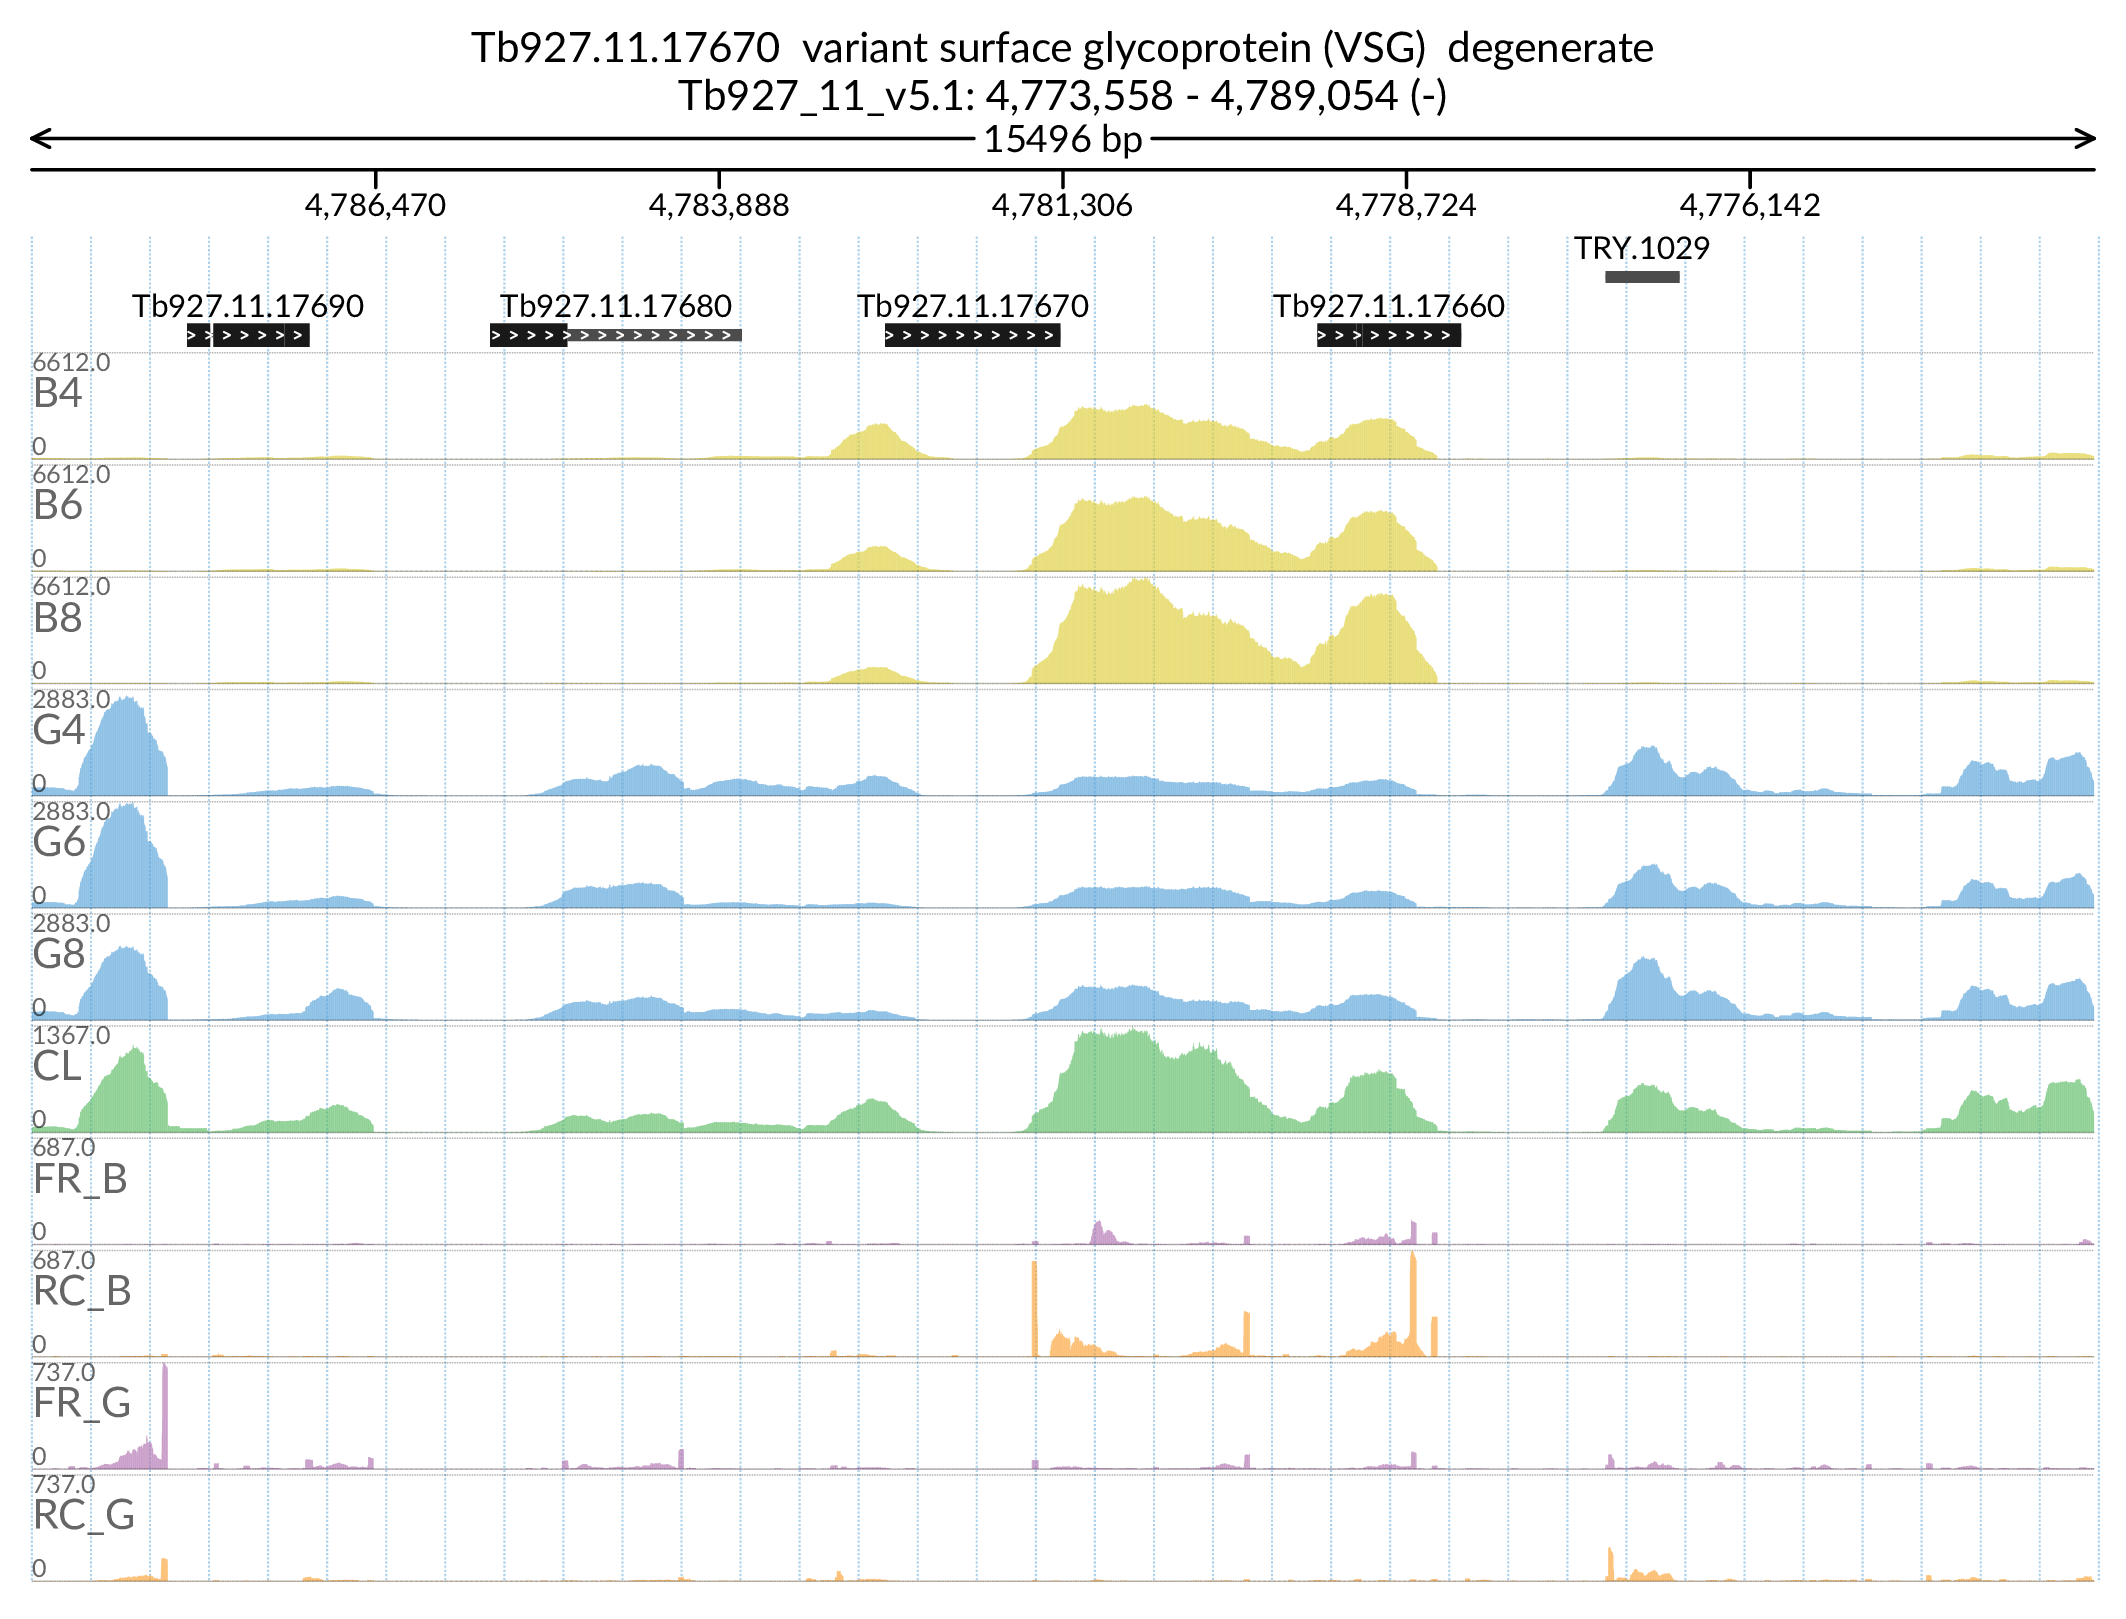 Tb927.11.17670  variant surface glycoprotein (VSG)  degenerate
Tb927_11_v5.1: 4,773,558 - 4,789,054 (-)
15496 bp
4,786,470 4,783,888 4,781,306 4,778,724 4,776,142
TRY.1029
Tb927.11.17690 Tb927.11.17680 Tb927.11.17670 Tb927.11.17660
6612.0
B4
0
6612.0
B6
0
6612.0
B8
0
2883.0
G4
0
2883.0
G6
0
2883.0
G8
0
1367.0
CL
0
687.0
FR_B
0
687.0
RC_B
0
737.0
FR_G
0
737.0
RC_G
0